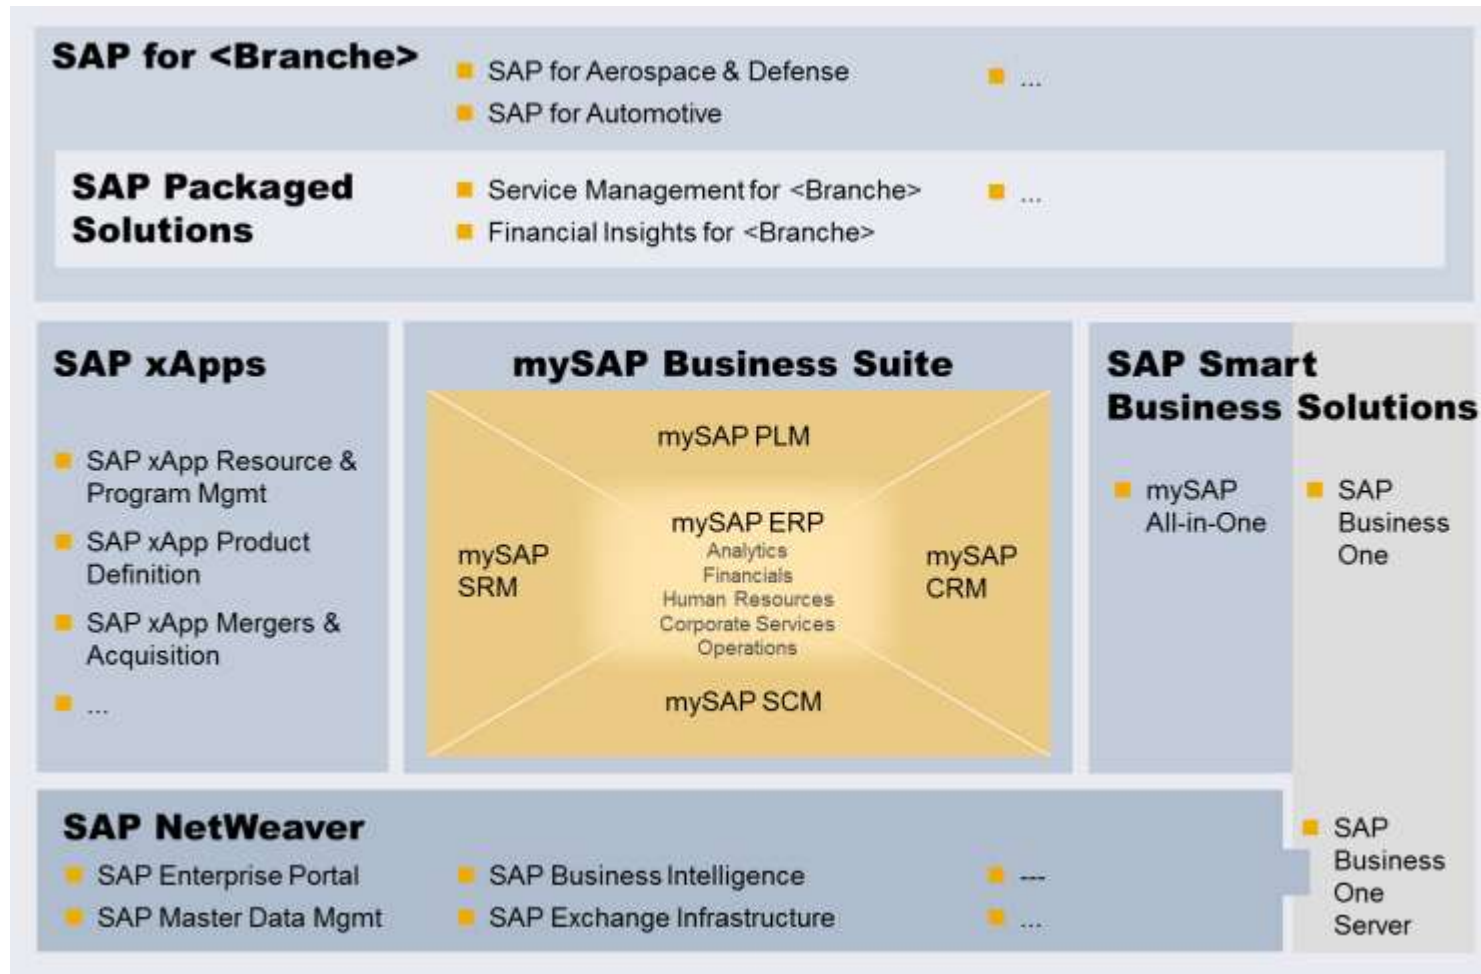 SAP for <Branche>
SAP for Aerospace & Defense
...
SAP for Automotive
SAP Packaged
Solutions
Service Management for <Branche>
...
Financial Insights for <Branche>
SAP xApps
SAP xApp Resource &
Program Mgmt
SAP xApp Product
Definition
SAP xApp Mergers &
Acquisition
...
mySAP Business Suite
mySAP PLM
mySAP
SRM
mySAP ERP
Analytics
Financials
Human Resources
Corporate Services
Operations
mySAP
CRM
mySAP SCM
SAP Smart
Business Solutions
mySAP
All-in-One
SAP
Business
One
SAP NetWeaver
SAP Enterprise Portal
SAP Business Intelligence
---
SAP Master Data Mgmt
SAP Exchange Infrastructure
...
SAP
Business
One
Server